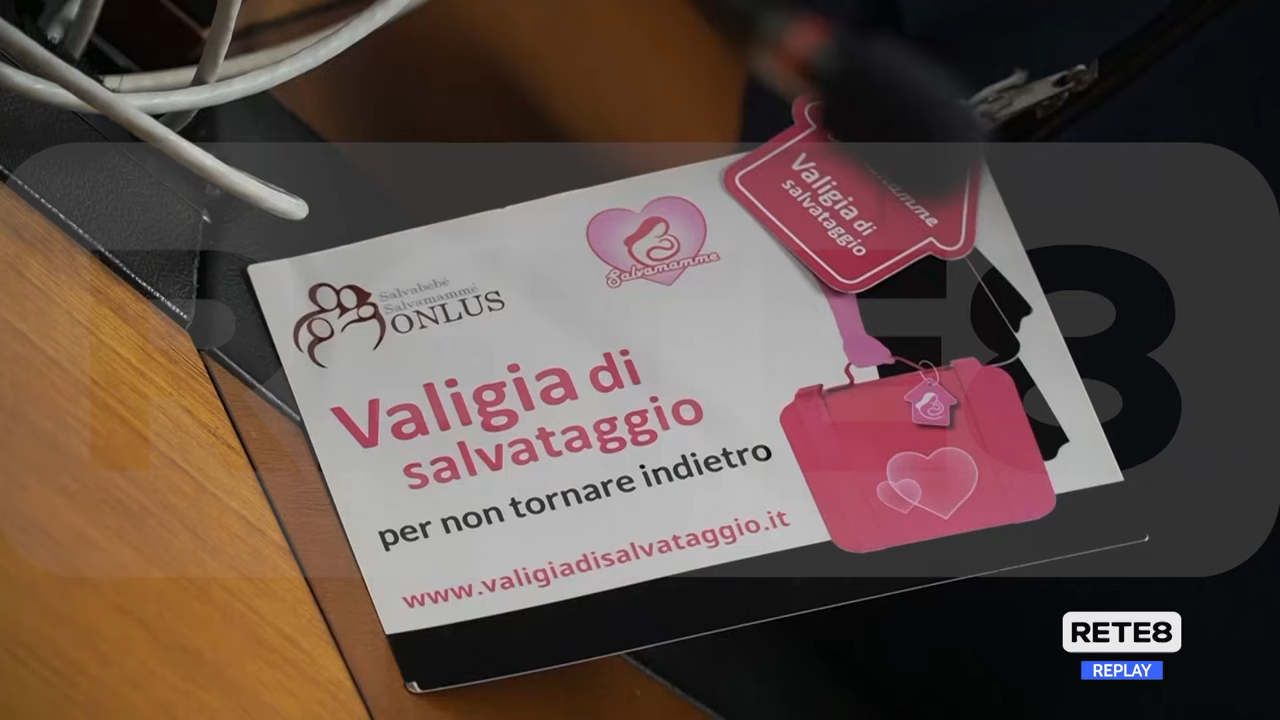 Valigia di
salvataggio
Salvamamme
Salvabebè
Salvamamme
ONLUS
Valigia di
salvataggio
per non tornare indietro
www.valigiadisalvataggio.it
RETE8
RETE8
REPLAY